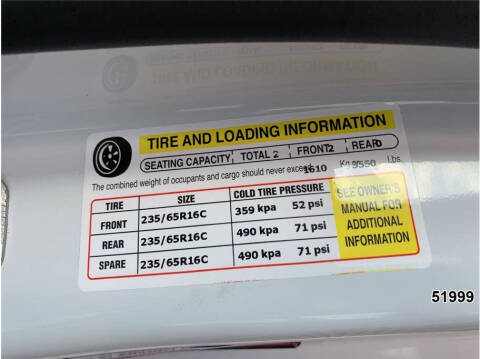 TIRE AND LOADING INFORMATION
SEATING CAPACITY TOTAL 2 FRONT 2 REAR 0
The combined weight of occupants and cargo should never exceed 1610 Kg 3550 Lbs.
TIRE SIZE COLD TIRE PRESSURE
FRONT 235/65R16C 359 kpa 52 psi
REAR 235/65R16C 490 kpa 71 psi
SPARE 235/65R16C 490 kpa 71 psi
SEE OWNER'S
MANUAL FOR
ADDITIONAL
INFORMATION
51999